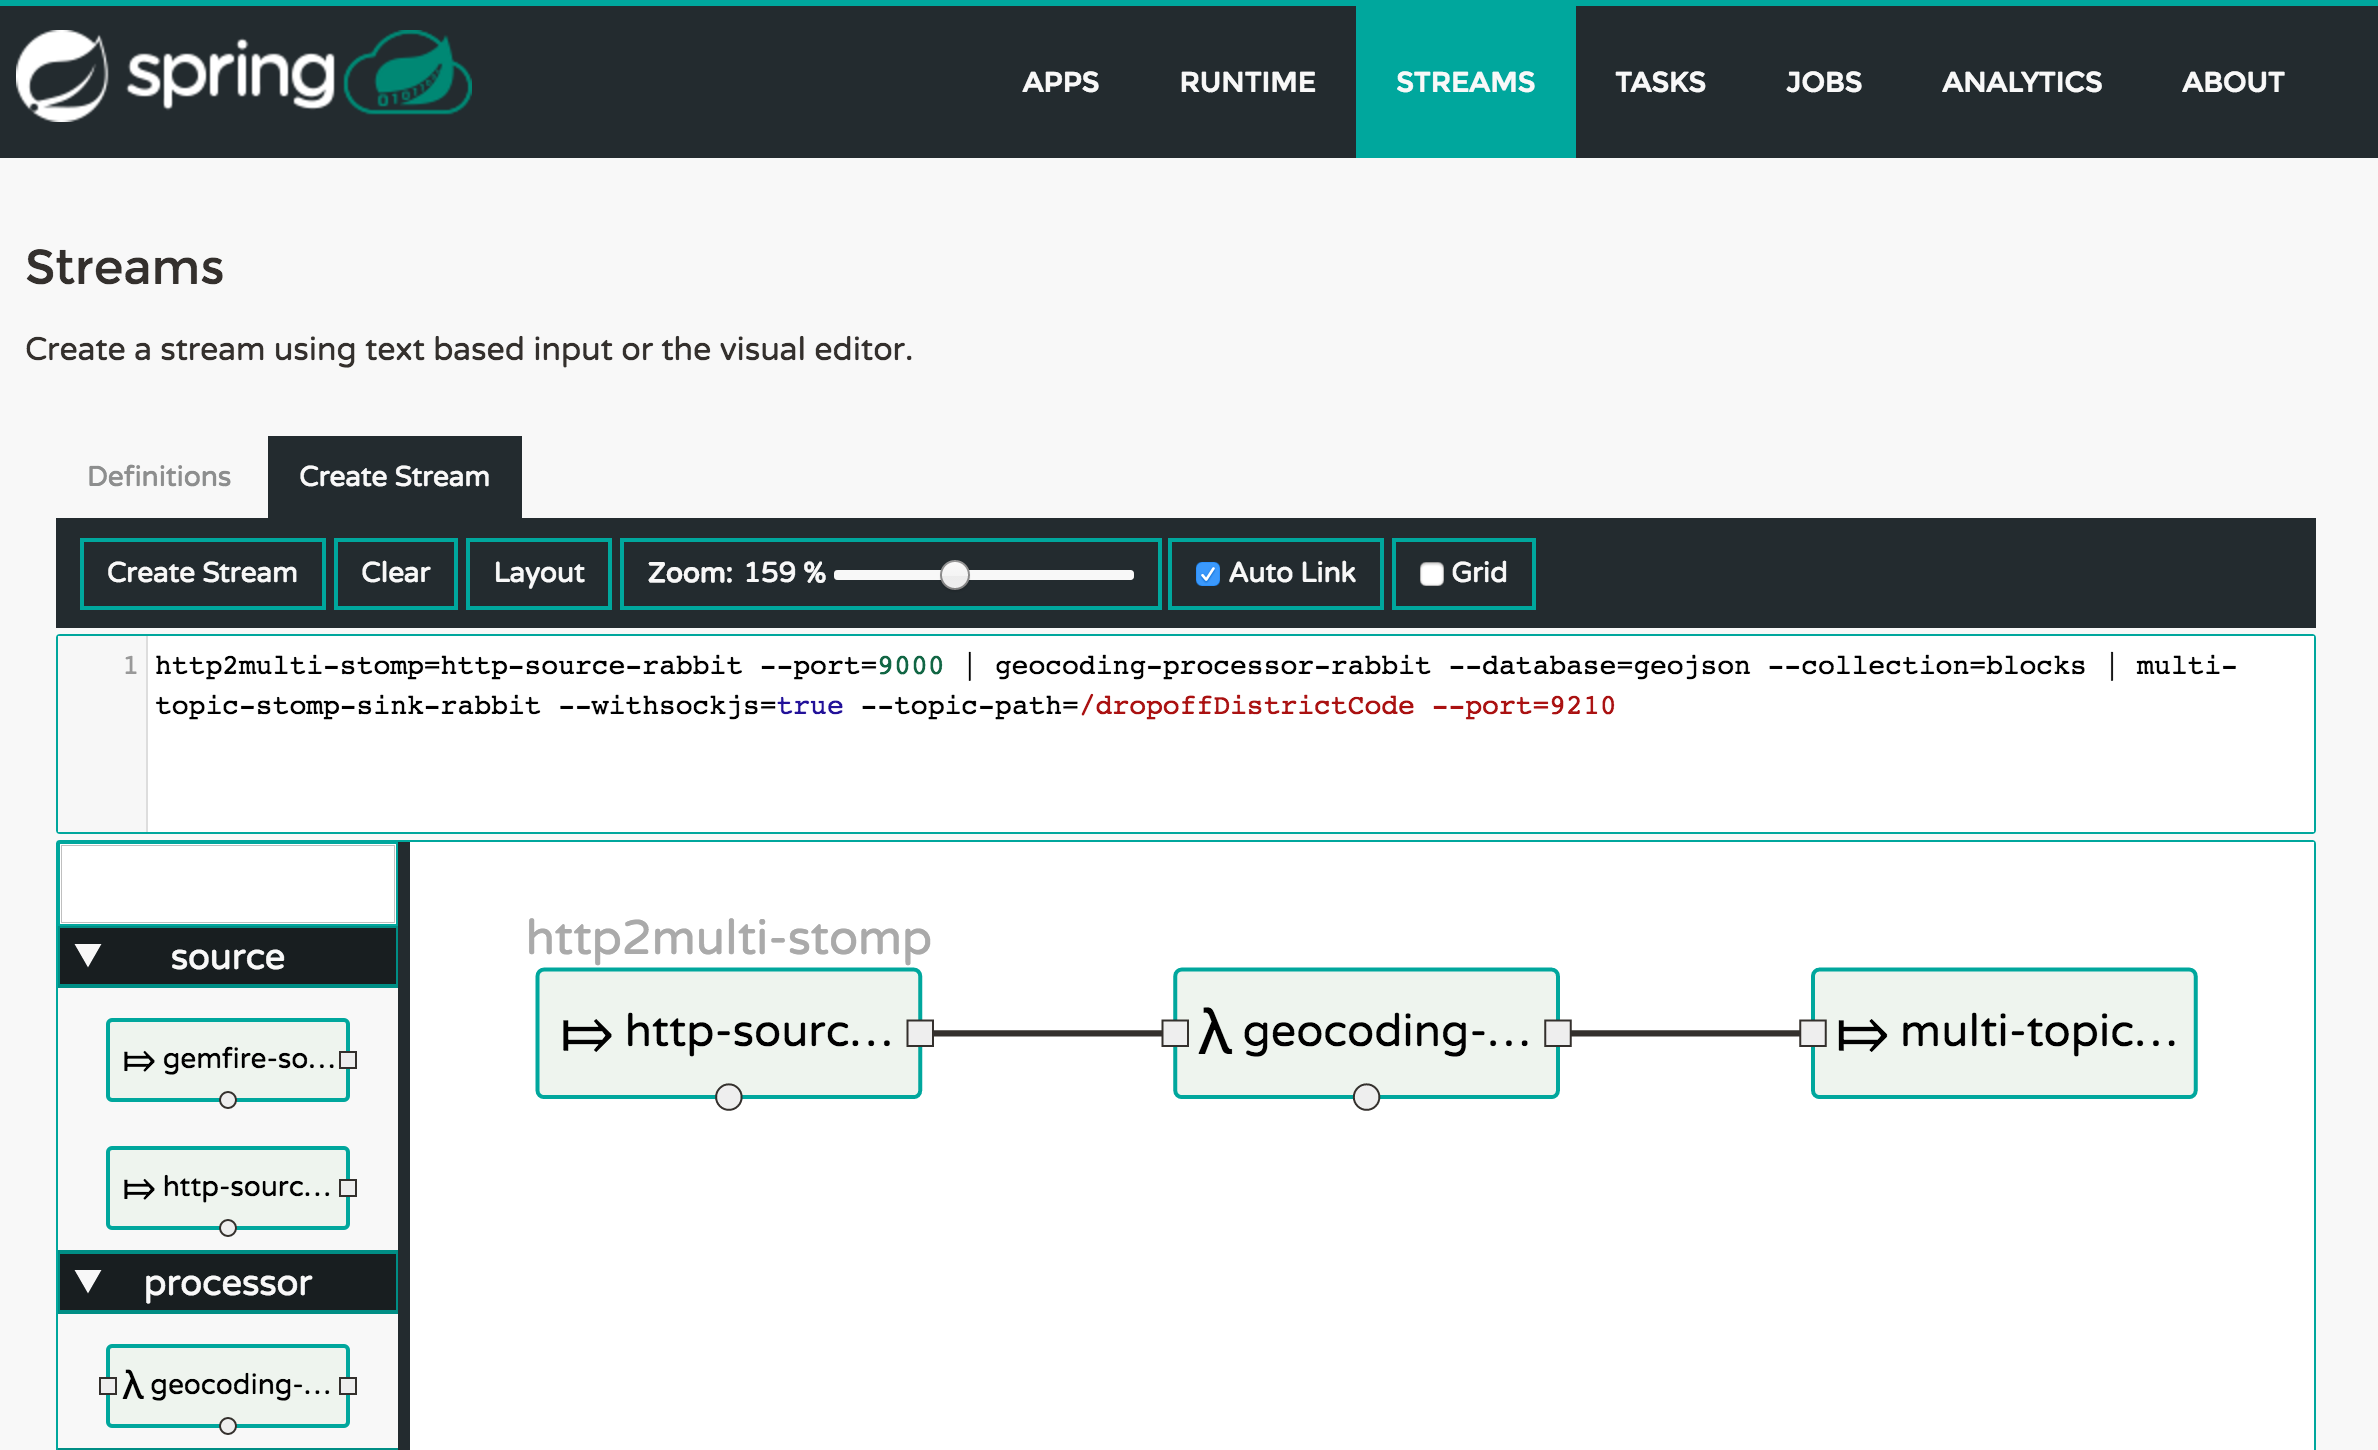 spring
APPS RUNTIME STREAMS TASKS JOBS ANALYTICS ABOUT
Streams
Create a stream using text based input or the visual editor.
Definitions Create Stream
Create Stream Clear Layout Zoom: 159 % Auto Link Grid
1 http2multi-stomp=http-source-rabbit --port=9000 | geocoding-processor-rabbit --database=geojson --collection=blocks | multi-
topic-stomp-sink-rabbit --withsockjs=true --topic-path=/dropoffDistrictCode --port=9210
http2multi-stomp
http-sourc... λ geocoding-... multi-topic...
source
gemfire-so...
http-sourc...
processor
λ geocoding-...